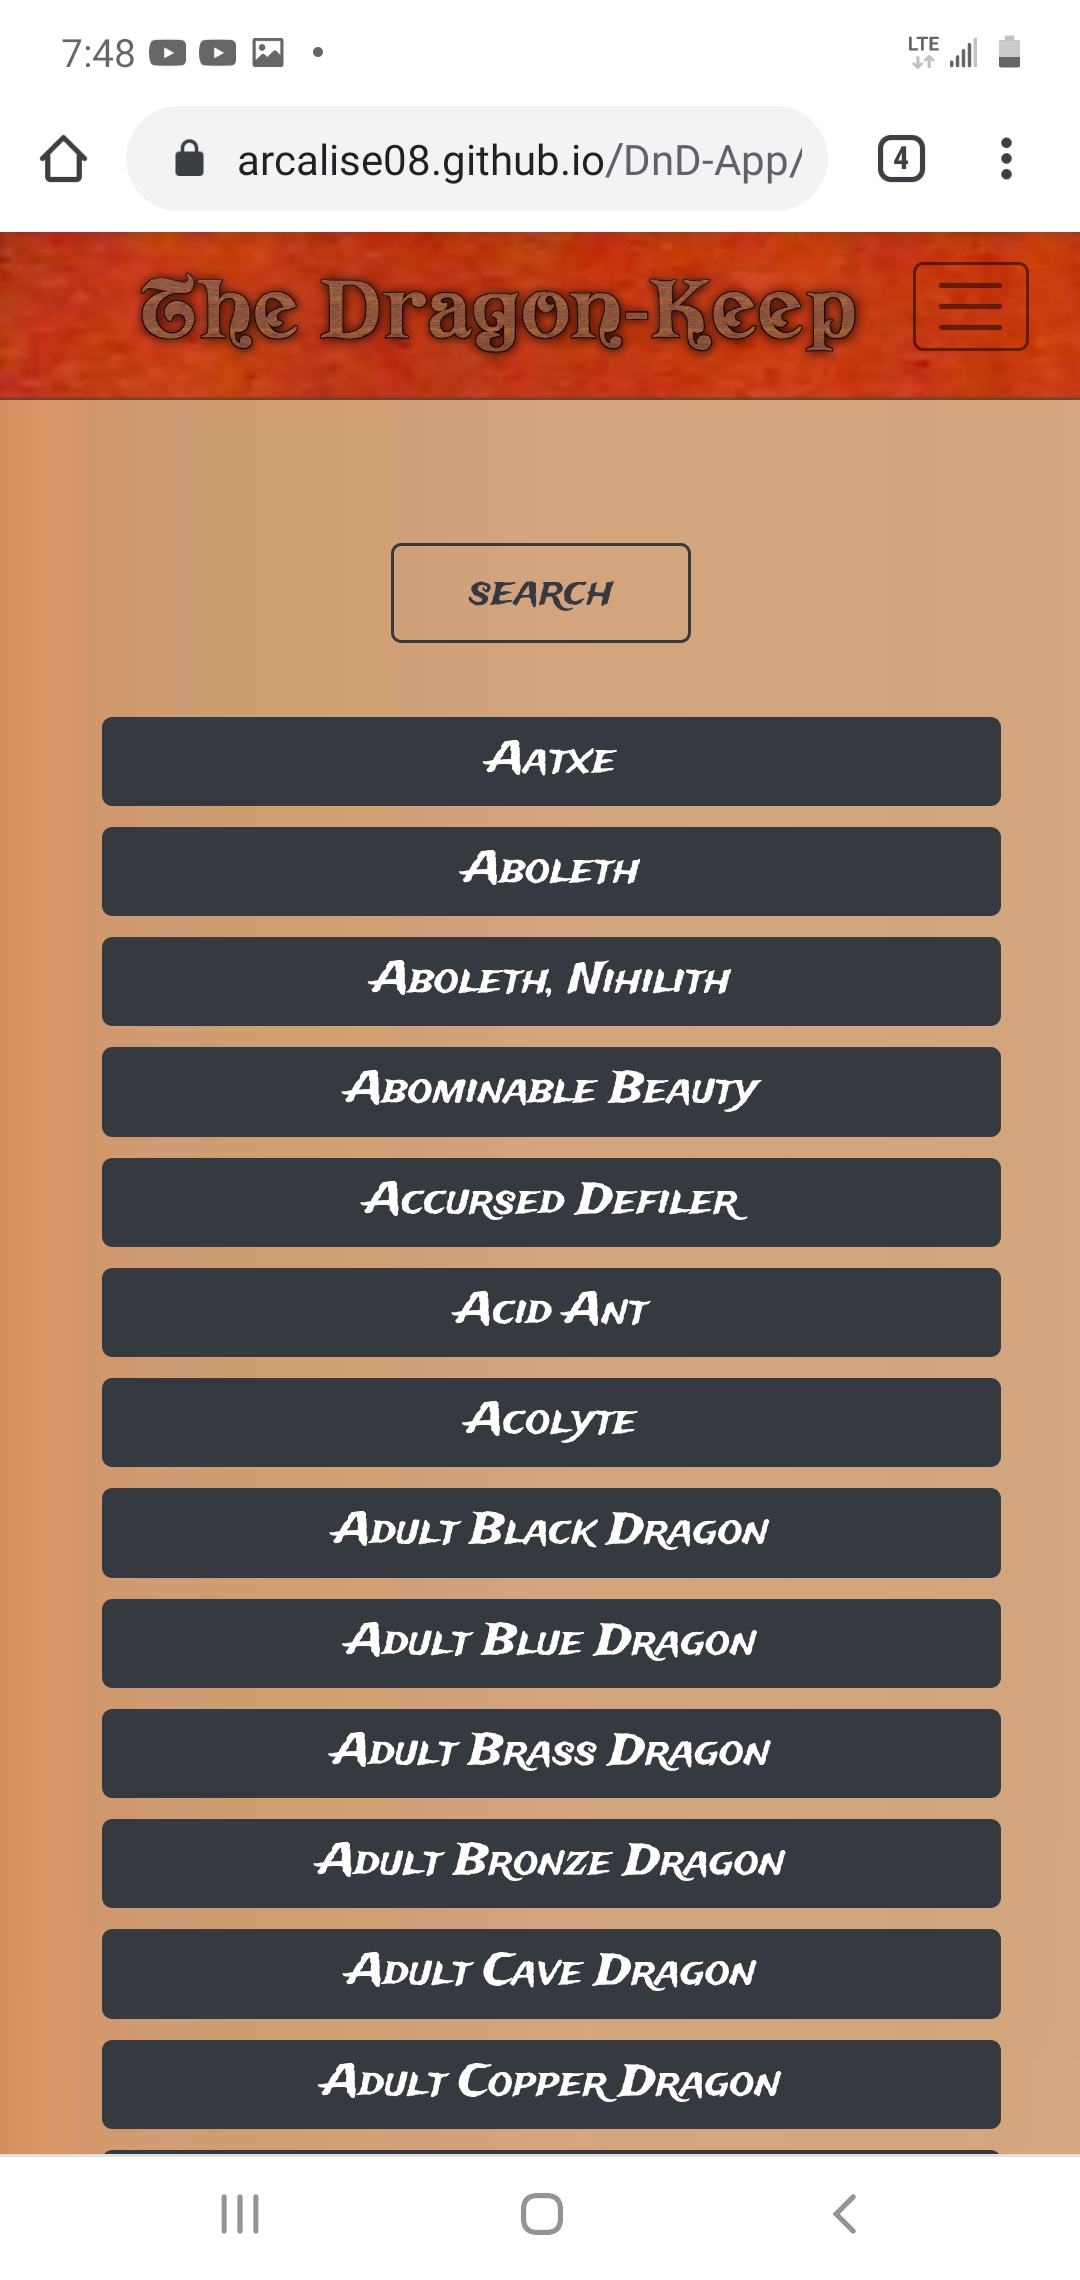 7:48
LTE
arcalise08.github.io/DnD-App/
4
The Dragon-Keep
SEARCH
Aatxe
Aboleth
Aboleth, Nihilith
Abominable Beauty
Accursed Defiler
Acid Ant
Acolyte
Adult Black Dragon
Adult Blue Dragon
Adult Brass Dragon
Adult Bronze Dragon
Adult Cave Dragon
Adult Copper Dragon